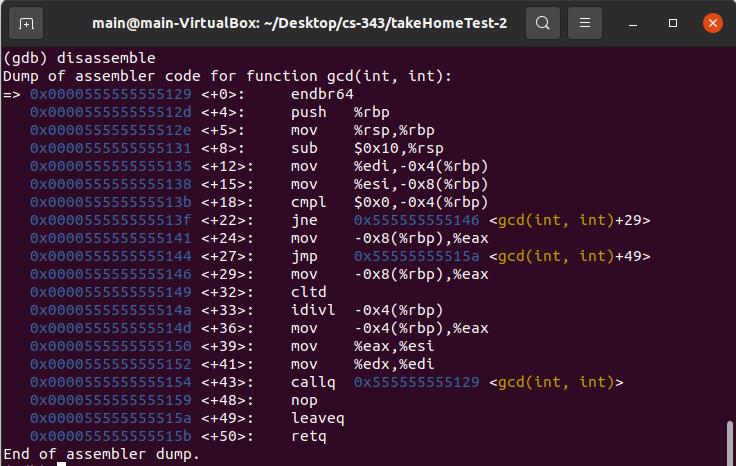 main@main-VirtualBox: ~/Desktop/cs-343/takeHomeTest-2
(gdb) disassemble
Dump of assembler code for function gcd(int, int):
=> 0x0000555555555129 <+0>: endbr64
0x000055555555512d <+4>: push %rbp
0x000055555555512e <+5>: mov %rsp,%rbp
0x0000555555555131 <+8>: sub $0x10,%rsp
0x0000555555555135 <+12>: mov %edi,-0x4(%rbp)
0x0000555555555138 <+15>: mov %esi,-0x8(%rbp)
0x000055555555513b <+18>: cmpl $0x0,-0x4(%rbp)
0x000055555555513f <+22>: jne 0x555555555146 <gcd(int, int)+29>
0x0000555555555141 <+24>: mov -0x8(%rbp),%eax
0x0000555555555144 <+27>: jmp 0x55555555515a <gcd(int, int)+49>
0x0000555555555146 <+29>: mov -0x8(%rbp),%eax
0x0000555555555149 <+32>: cltd
0x000055555555514a <+33>: idivl -0x4(%rbp)
0x000055555555514d <+36>: mov -0x4(%rbp),%eax
0x0000555555555150 <+39>: mov %eax,%esi
0x0000555555555152 <+41>: mov %edx,%edi
0x0000555555555154 <+43>: callq 0x555555555129 <gcd(int, int)>
0x0000555555555159 <+48>: nop
0x000055555555515a <+49>: leaveq
0x000055555555515b <+50>: retq
End of assembler dump.